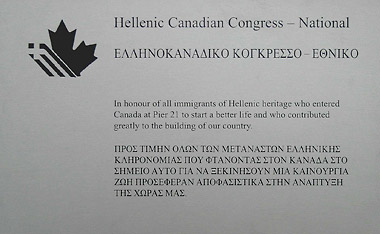 Hellenic Canadian Congress – National
ΕΛΛΗΝΟΚΑΝΑΔΙΚΟ ΚΟΓΚΡΕΣΣΟ – ΕΘΝΙΚΟ
In honour of all immigrants of Hellenic heritage who entered
Canada at Pier 21 to start a better life and who contributed
greatly to the building of our country.
ΠΡΟΣ ΤΙΜΗΝ ΟΛΩΝ ΤΩΝ ΜΕΤΑΝΑΣΤΩΝ ΕΛΛΗΝΙΚΗΣ
ΚΛΗΡΟΝΟΜΙΑΣ ΠΟΥ ΦΤΑΝΟΝΤΑΣ ΣΤΟΝ ΚΑΝΑΔΑ ΣΤΟ
ΣΗΜΕΙΟ ΑΥΤΟ ΓΙΑ ΝΑ ΞΕΚΙΝΗΣΟΥΝ ΜΙΑ ΚΑΙΝΟΥΡΓΙΑ
ΖΩΗ ΠΡΟΣΕΦΕΡΑΝ ΑΠΟΦΑΣΙΣΤΙΚΑ ΣΤΗΝ ΑΝΑΠΤΥΞΗ
ΤΗΣ ΧΩΡΑΣ ΜΑΣ.